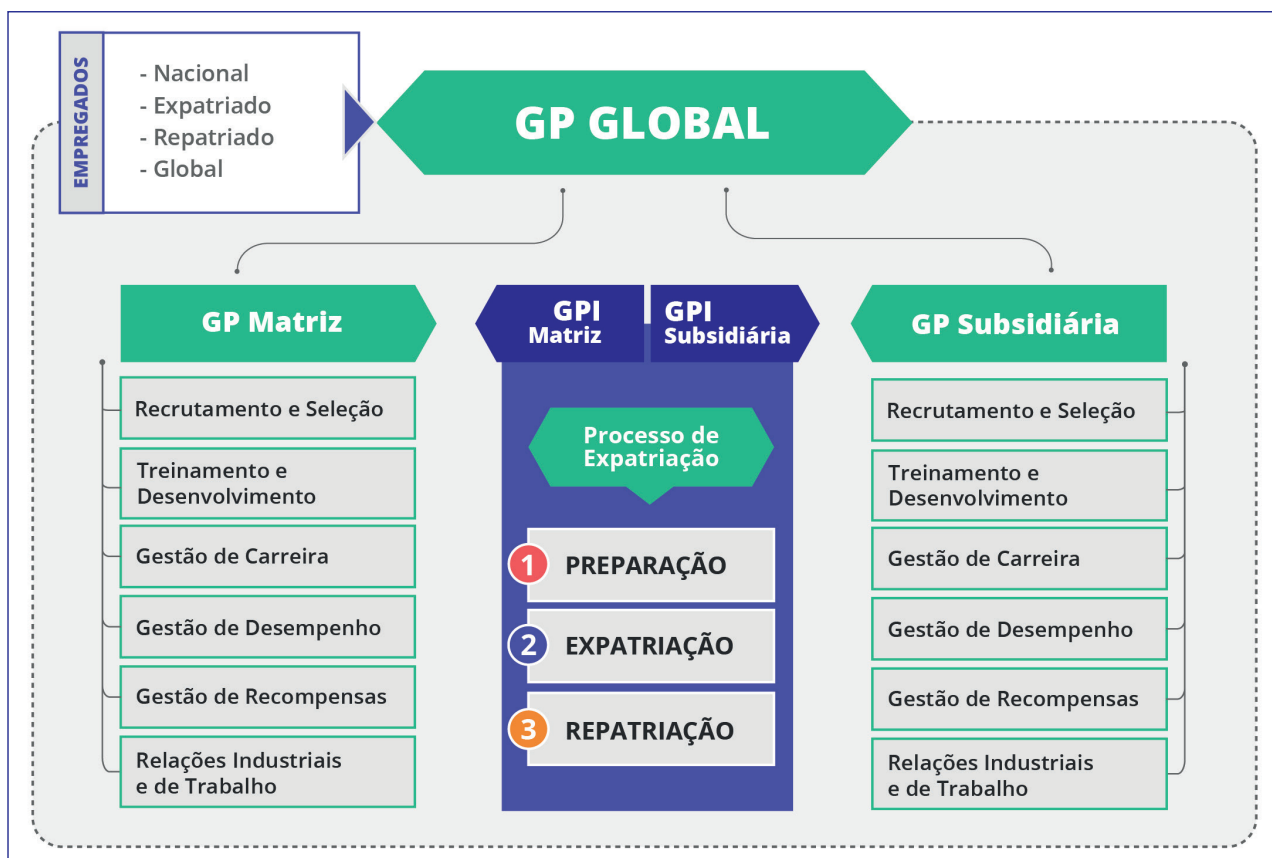 EMPREGADOS
- Nacional
- Expatriado
- Repatriado
- Global
GP GLOBAL
GP Matriz
Recrutamento e Seleção
Treinamento e
Desenvolvimento
Gestão de Carreira
Gestão de Desempenho
Gestão de Recompensas
Relações Industriais
e de Trabalho
GPI
Matriz
GPI
Subsidiária
Processo de
Expatriação
1 PREPARAÇÃO
2 EXPATRIAÇÃO
3 REPATRIAÇÃO
GP Subsidiária
Recrutamento e Seleção
Treinamento e
Desenvolvimento
Gestão de Carreira
Gestão de Desempenho
Gestão de Recompensas
Relações Industriais
e de Trabalho